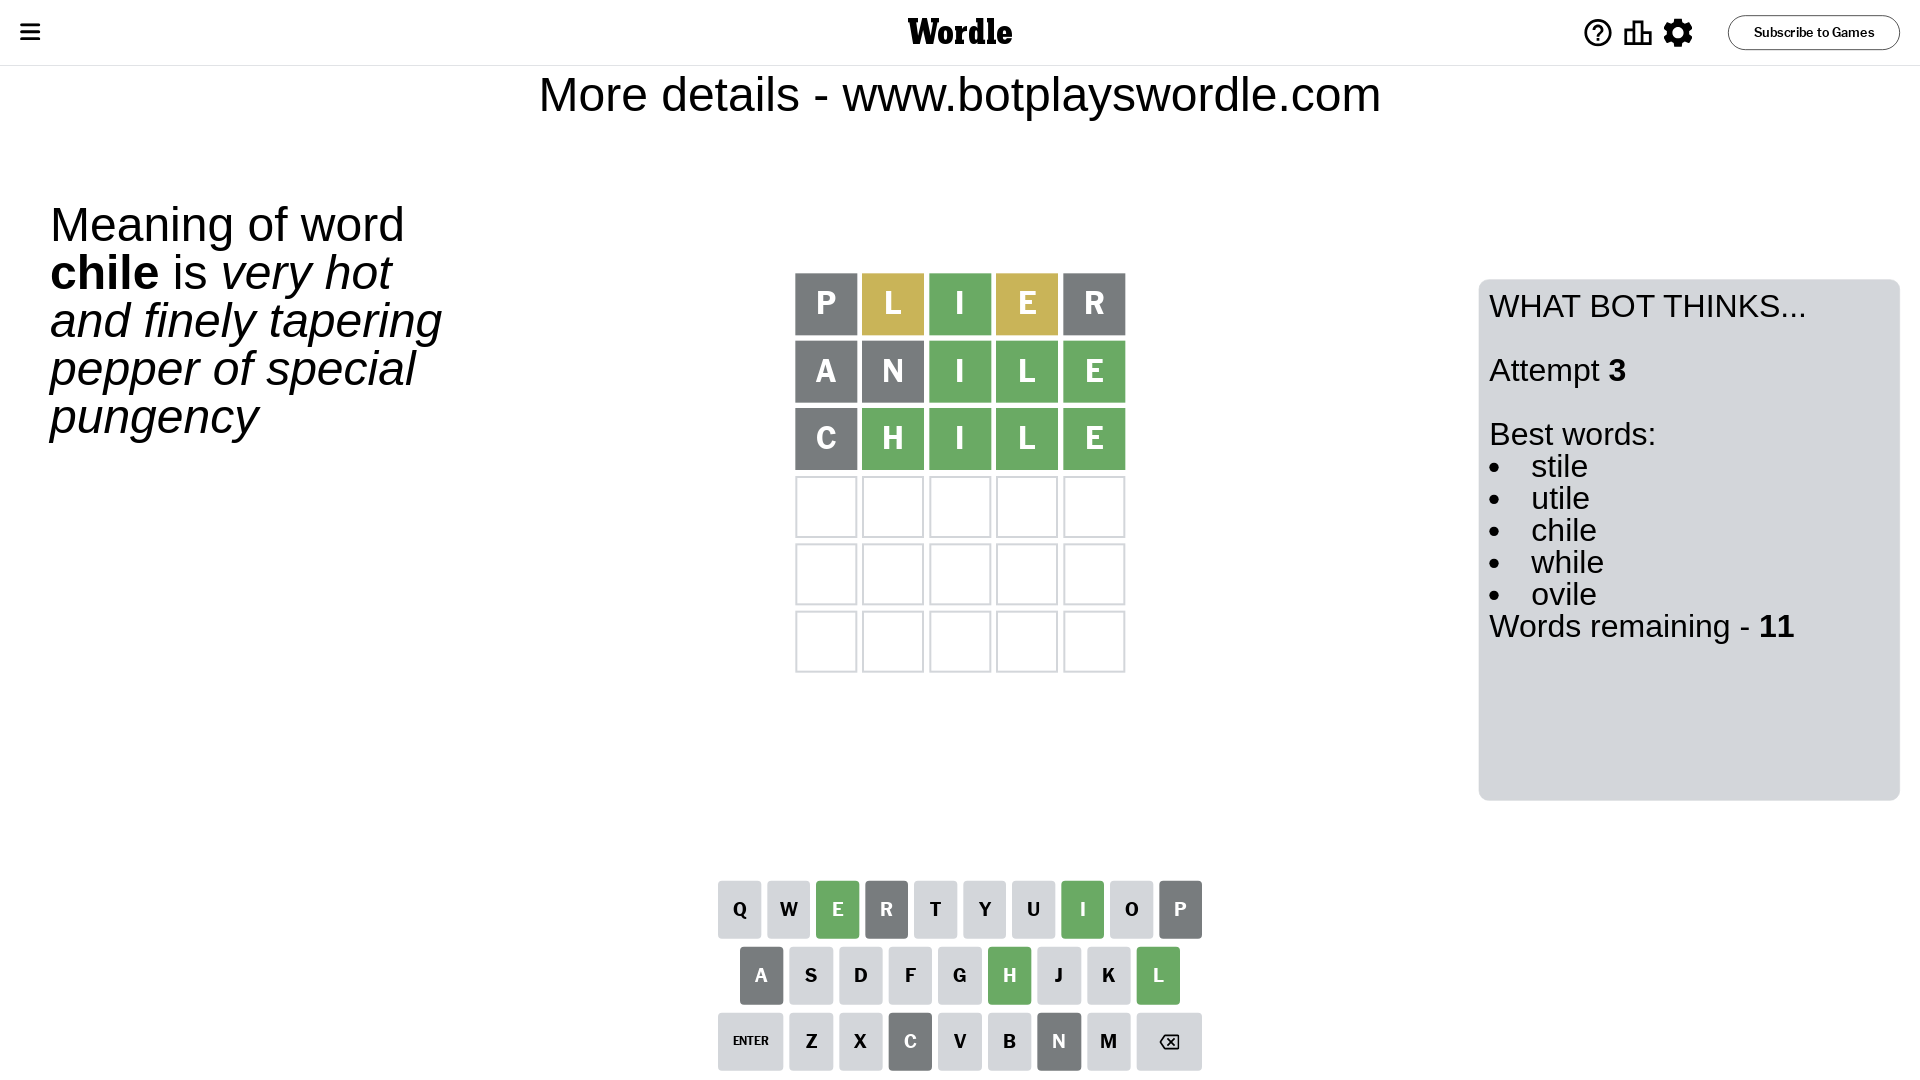 Wordle
Subscribe to Games
More details - www.botplayswordle.com
Meaning of word
chile is very hot
and finely tapering
pepper of special
pungency
P L I E R
A N I L E
C H I L E
WHAT BOT THINKS...
Attempt 3
Best words:
• stile
• utile
• chile
• while
• ovile
Words remaining - 11
Q W E R T Y U I O P
A S D F G H J K L
ENTER Z X C V B N M